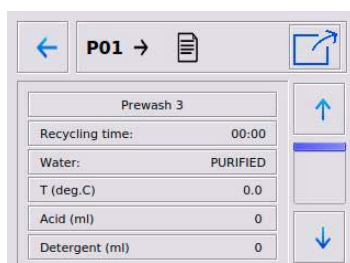 P01 →
Prewash 3
Recycling time: 00:00
Water: PURIFIED
T (deg.C) 0.0
Acid (ml) 0
Detergent (ml) 0